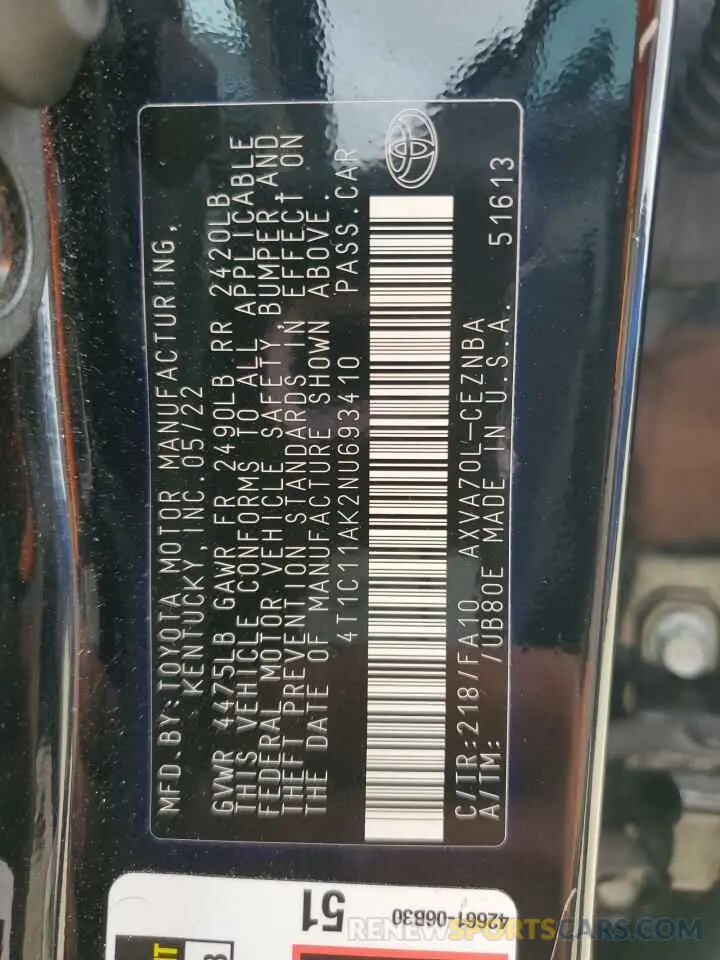 MFD.BY:TOYOTA MOTOR MANUFACTURING,
KENTUCKY,INC.05/22
GVWR 4475LB GAWR FR 2490LB RR 2420LB
THIS VEHICLE CONFORMS TO ALL APPLICABLE
FEDERAL MOTOR VEHICLE SAFETY,BUMPER,AND
THEFT PREVENTION STANDARDS IN EFFECT ON
THE DATE OF MANUFACTURE SHOWN ABOVE.
4T1C11AK2NU693410 PASS.CAR
C/TR:218/FA10 AXVA70L-CEZNBA
A/TM: /UB80E MADE IN U.S.A. 51613
51
42661-06B30
RENEWSPORTSWCARS.COM